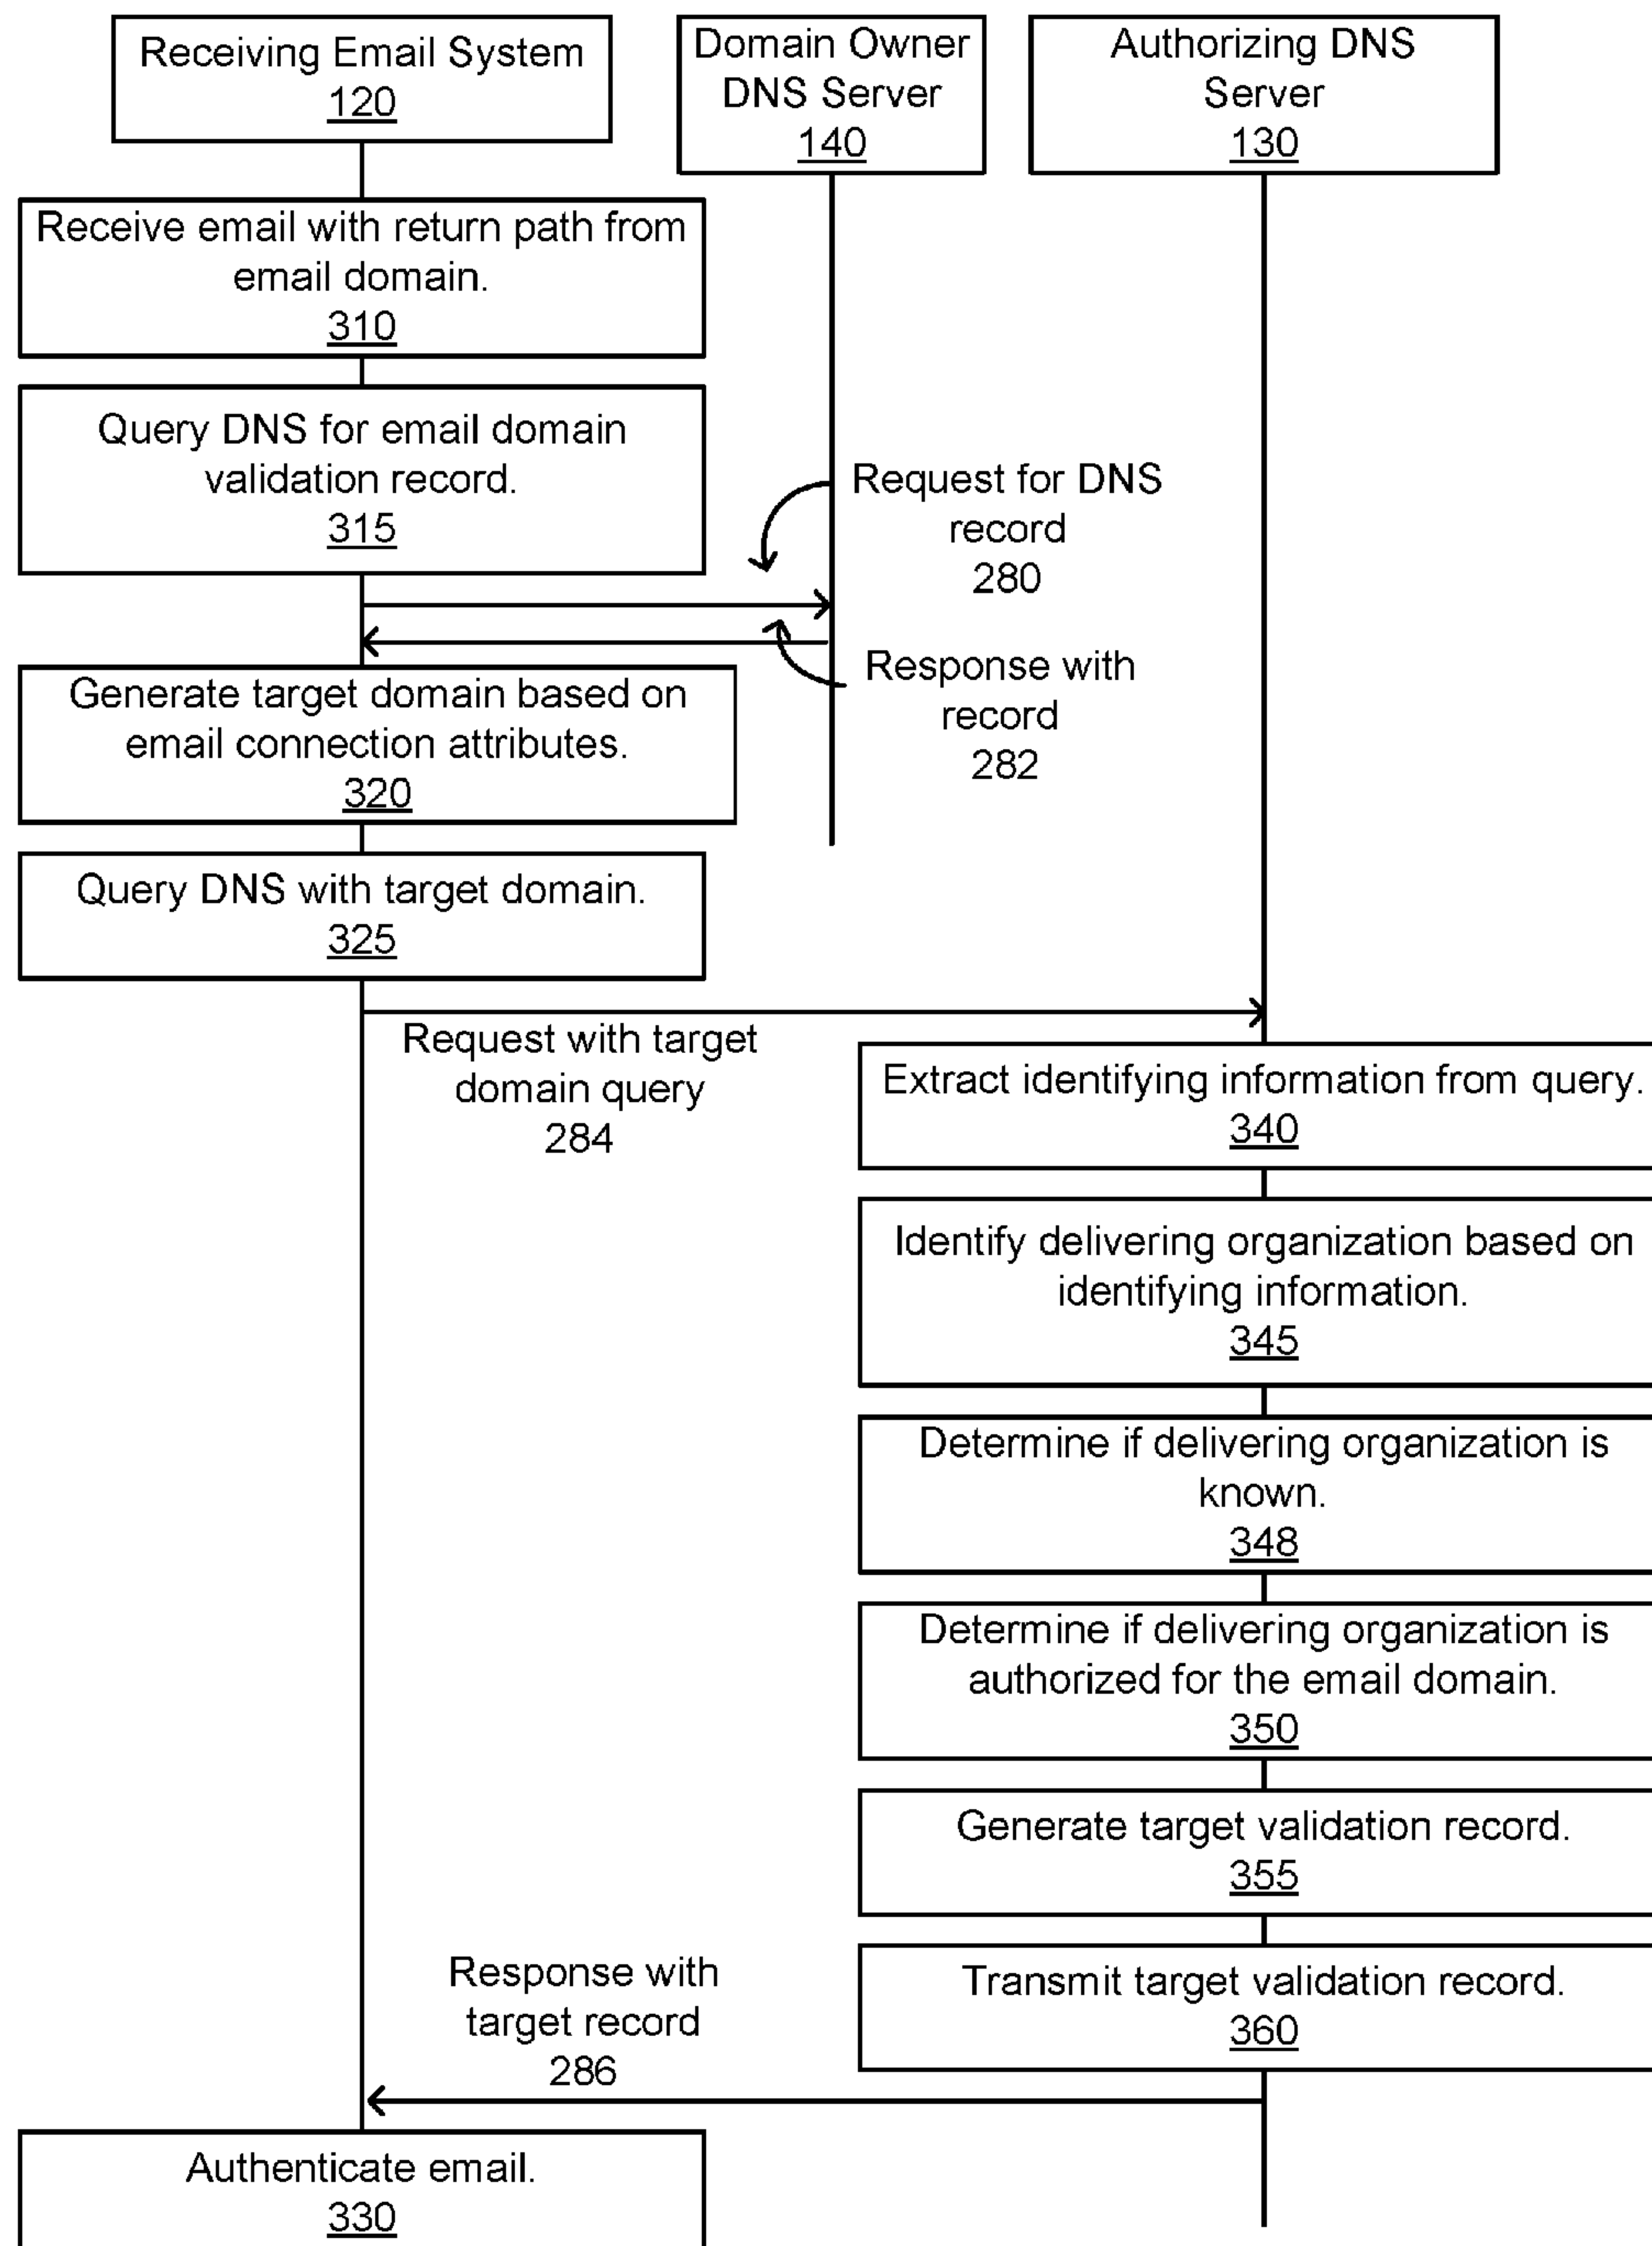 Receiving Email System
120
Domain Owner
DNS Server
140
Authorizing DNS
Server
130
Receive email with return path from
email domain.
310
Query DNS for email domain
validation record.
315
Request for DNS
record
280
Response with
record
282
Generate target domain based on
email connection attributes.
320
Query DNS with target domain.
325
Request with target
domain query
284
Extract identifying information from query.
340
Identify delivering organization based on
identifying information.
345
Determine if delivering organization is
known.
348
Determine if delivering organization is
authorized for the email domain.
350
Generate target validation record.
355
Transmit target validation record.
360
Response with
target record
286
Authenticate email.
330